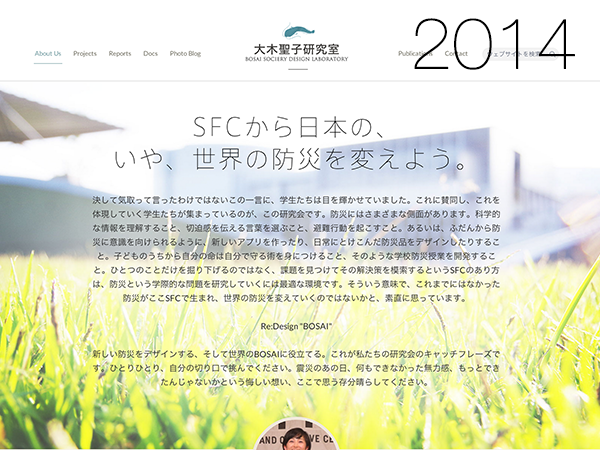 2014
大木聖子研究室
BOSAI SOCIERY DESIGN LABORATORY
About Us Projects Reports Docs Photo Blog Publications Contact ウェブサイトを検索
SFCから日本の、
いや、世界の防災を変えよう。
決して気取って言ったわけではないこの一言に、学生たちは目を輝かせていました。これに賛同し、これを
体現していく学生たちが集まっているのが、この研究会です。防災にはさまざまな側面があります。科学的
な情報を理解すること、切迫感を伝える言葉を選ぶこと、避難行動を起こすこと。あるいは、ふだんから防
災に意識を向けられるように、新しいアプリを作ったり、日常にとけこんだ防災品をデザインしたりするこ
と。子どものうちから自分の命は自分で守る術を身につけること、そのような学校防災授業を開発するこ
と。ひとつのことだけを掘り下げるのではなく、課題を見つけてその解決策を模索するというSFCのあり方
は、防災という学際的な問題を研究していくには最適な環境です。そういう意味で、これまでにはなかった
防災がここSFCで生まれ、世界の防災を変えていくのではないかと、素直に思っています。
Re:Design "BOSAI"
新しい防災をデザインする、そして世界のBOSAIに役立てる。これが私たちの研究会のキャッチフレーズで
す。ひとりひとり、自分の切り口で挑んでください。震災のあの日、何もできなかった無力感、もっとでき
たんじゃないかという悔しい想い、ここで思う存分晴らしてください。